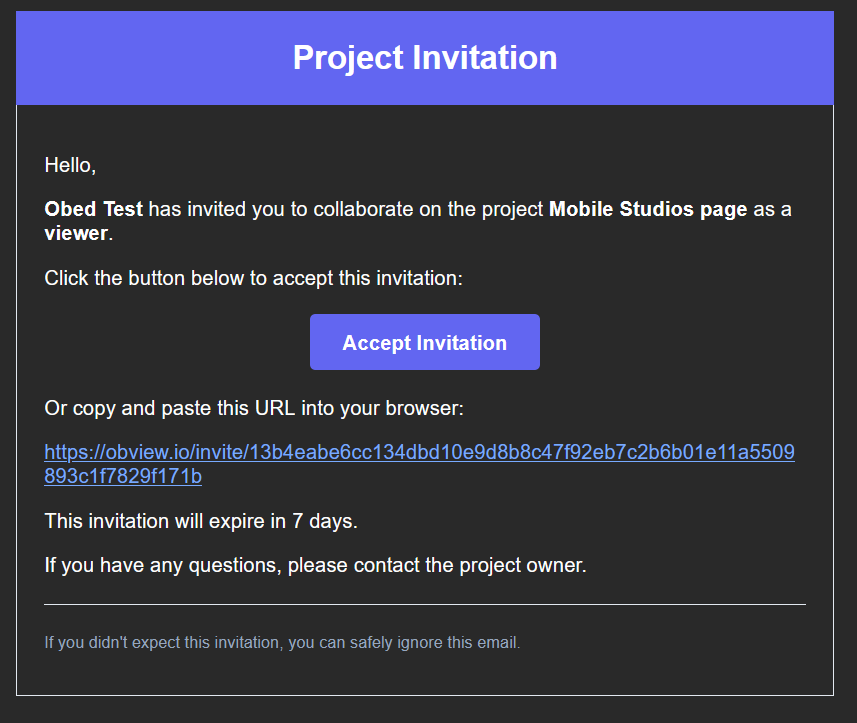 Project Invitation
Hello,
Obed Test has invited you to collaborate on the project Mobile Studios page as a
viewer.
Click the button below to accept this invitation:
Accept Invitation
Or copy and paste this URL into your browser:
https://obview.io/invite/13b4eabe6cc134dbd10e9d8b8c47f92eb7c2b6b01e11a5509
893c1f7829f171b
This invitation will expire in 7 days.
If you have any questions, please contact the project owner.
If you didn't expect this invitation, you can safely ignore this email.